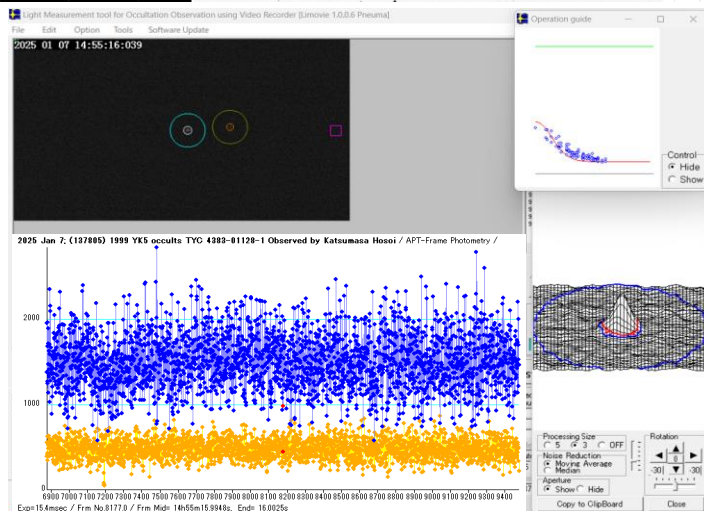 Light Measurement tool for Occultation Observation using Video Recorder [Limovie 1.0.0.6 Pneuma]
File Edit Option Tools Software Update
2025 01 07 14:55:16:039
Operation guide
Control
Hide
Show
2025 Jan 7; (137805) 1999 YK5 occults TYC 4383-01128-1 Observed by Katsumasa Hosoi / APT-Frame Photometry /
2000
1000
0
6900 7000 7100 7200 7300 7400 7500 7600 7700 7800 7900 8000 8100 8200 8300 8400 8500 8600 8700 8800 8900 9000 9100 9200 9300 9400
Exp=15.4msec / Frm No.8177.0 / Frm Mid= 14h55m15.9948s, End= 16.0025s
Processing Size
5 3 OFF
Noise Reduction
Moving Average
Median
Aperture
Show Hide
Rotation
0
-30 -30
Copy to ClipBoard
Close